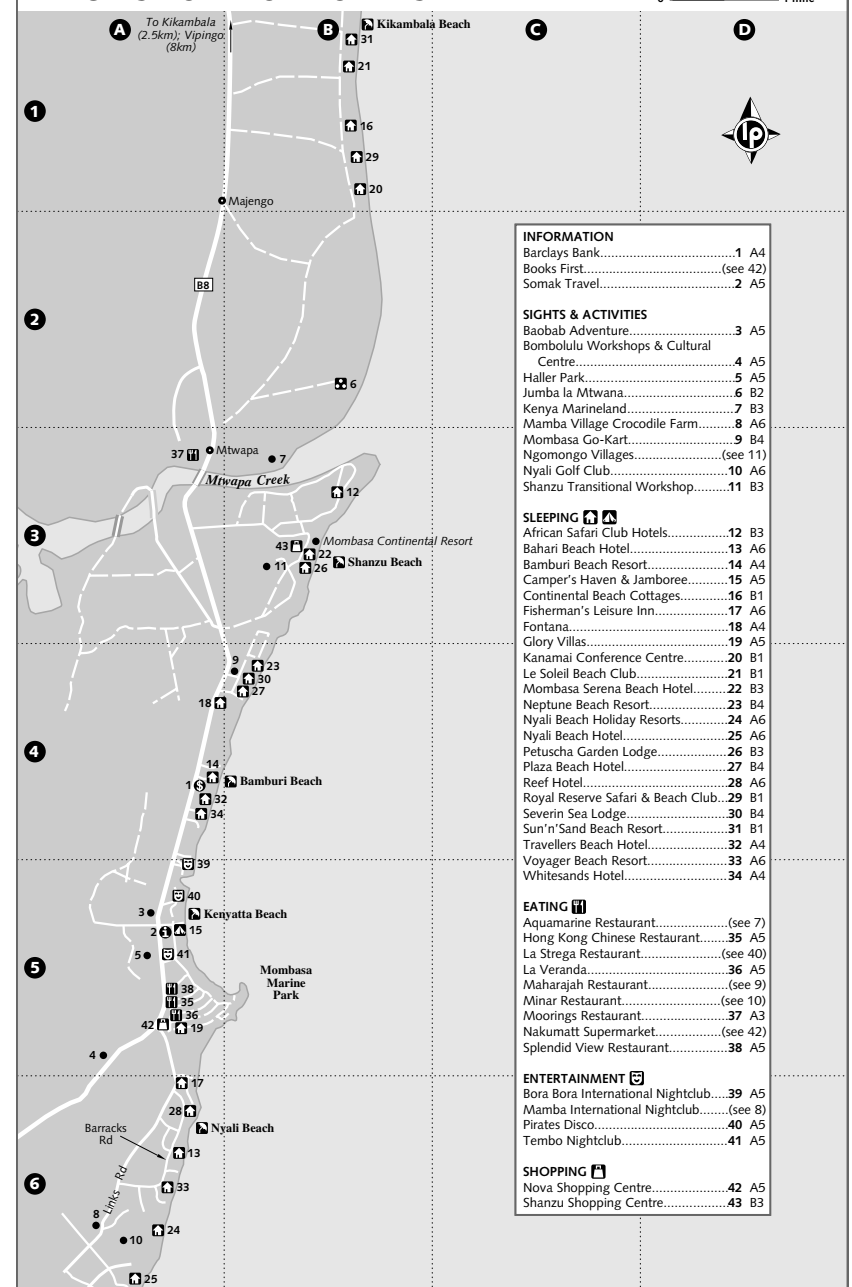 A
B
C
D
To Kikambala
(2.5km); Vipingo
(8km)
Kikambala Beach
31
21
1
16
29
20
lp
Majengo
B8
2
6
37
Mtwapa
7
Mtwapa Creek
12
3
43
Mombasa Continental Resort
22
11
26
Shanzu Beach
9
23
30
27
18
4
14
1
Bamburi Beach
32
34
39
40
3
Kenyatta Beach
2
15
5
41
5
Mombasa
Marine
Park
38
35
36
42
19
4
17
28
Barracks
Rd
Nyali Beach
13
Links Rd
33
6
8
10
24
25
INFORMATION
Barclays Bank....................................1 A4
Books First....................................(see 42)
Somak Travel....................................2 A5
SIGHTS & ACTIVITIES
Baobab Adventure....................................3 A5
Bombolulu Workshops & Cultural
Centre....................................4 A5
Haller Park....................................5 A5
Jumba la Mtwana....................................6 B2
Kenya Marineland....................................7 B3
Mamba Village Crocodile Farm.........8 A6
Mombasa Go-Kart....................................9 B4
Ngomongo Villages....................(see 11)
Nyali Golf Club....................................10 A6
Shanzu Transitional Workshop.........11 B3
SLEEPING
African Safari Club Hotels.................12 B3
Bahari Beach Hotel....................................13 A6
Bamburi Beach Resort....................14 A4
Camper's Haven & Jamboree..........15 A5
Continental Beach Cottages............16 B1
Fisherman's Leisure Inn....................17 A6
Fontana....................................18 A4
Glory Villas....................................19 A5
Kanamai Conference Centre............20 B1
Le Soleil Beach Club....................21 B1
Mombasa Serena Beach Hotel.........22 B3
Neptune Beach Resort....................23 B4
Nyali Beach Holiday Resorts............24 A6
Nyali Beach Hotel....................................25 A6
Petuscha Garden Lodge....................26 B3
Plaza Beach Hotel....................................27 B4
Reef Hotel....................................28 A6
Royal Reserve Safari & Beach Club...29 B1
Severin Sea Lodge....................................30 B4
Sun'n'Sand Beach Resort....................31 B1
Travellers Beach Hotel....................32 A4
Voyager Beach Resort....................33 A6
Whitesands Hotel....................................34 A4
EATING
Aquamarine Restaurant..............(see 7)
Hong Kong Chinese Restaurant........35 A5
La Strega Restaurant....................(see 40)
La Veranda....................................36 A5
Maharajah Restaurant....................(see 9)
Minar Restaurant....................(see 10)
Moorings Restaurant....................37 A3
Nakumatt Supermarket..............(see 42)
Splendid View Restaurant..............38 A5
ENTERTAINMENT
Bora Bora International Nightclub.....39 A5
Mamba International Nightclub........(see 8)
Pirates Disco....................................40 A5
Tembo Nightclub....................................41 A5
SHOPPING
Nova Shopping Centre....................42 A5
Shanzu Shopping Centre....................43 B3